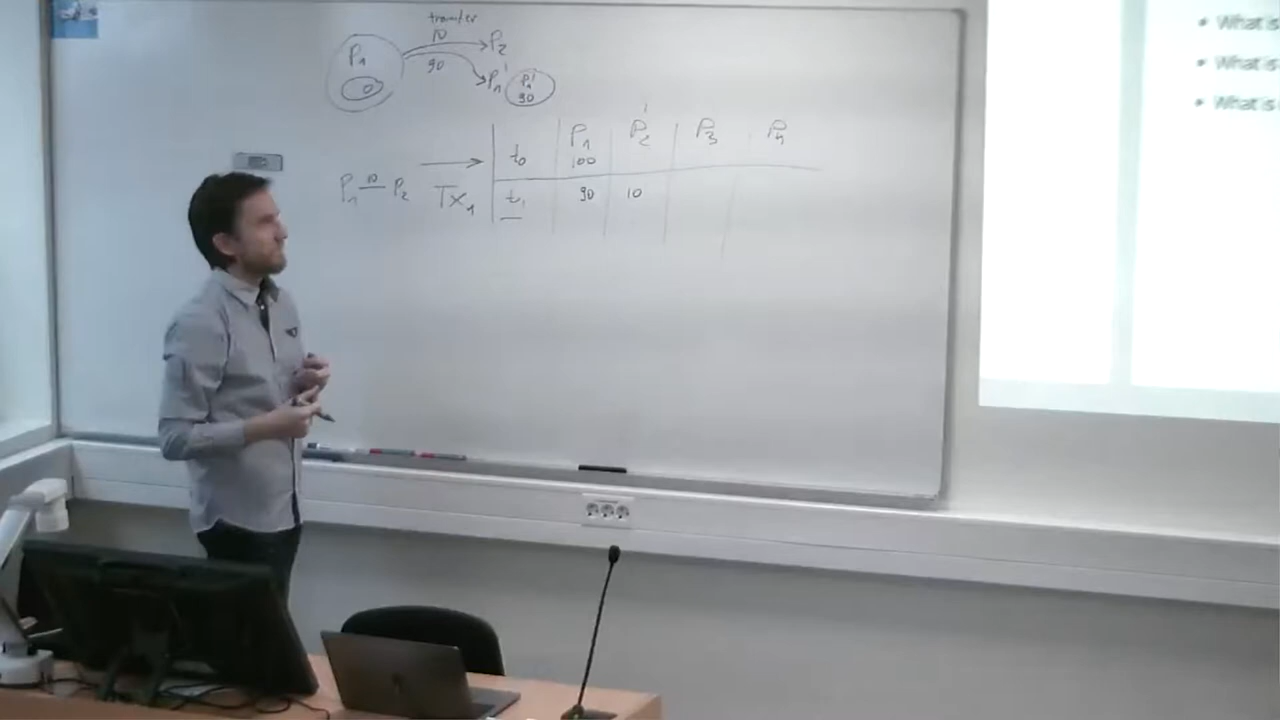 transfer
P1 10 P2
0 90 P1' P1'
90
P1 P2' P3 P4
t0 100
P1 10 P2 Tx1 t1 90 10
• What is
• What is
• What is